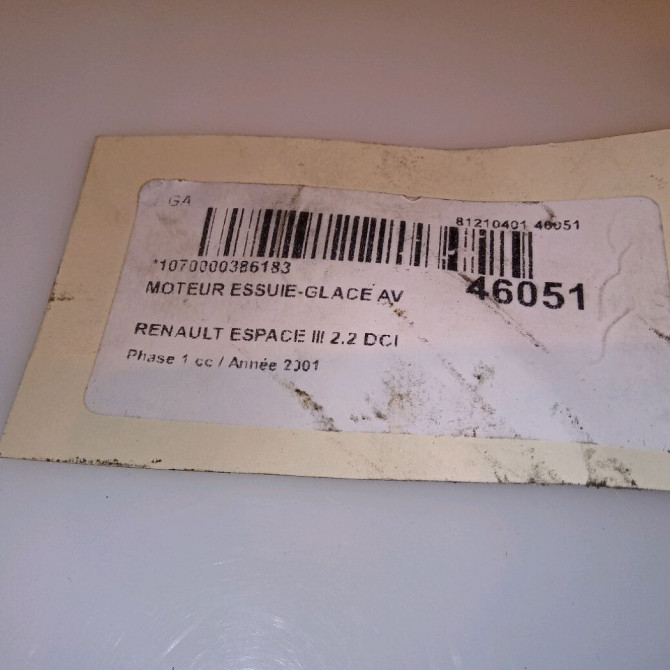 GA
81210401 46051
*1070000386183
46051
MOTEUR ESSUIE-GLACE AV
RENAULT ESPACE III 2.2 DCI
Phase 1 cc / Année 2001